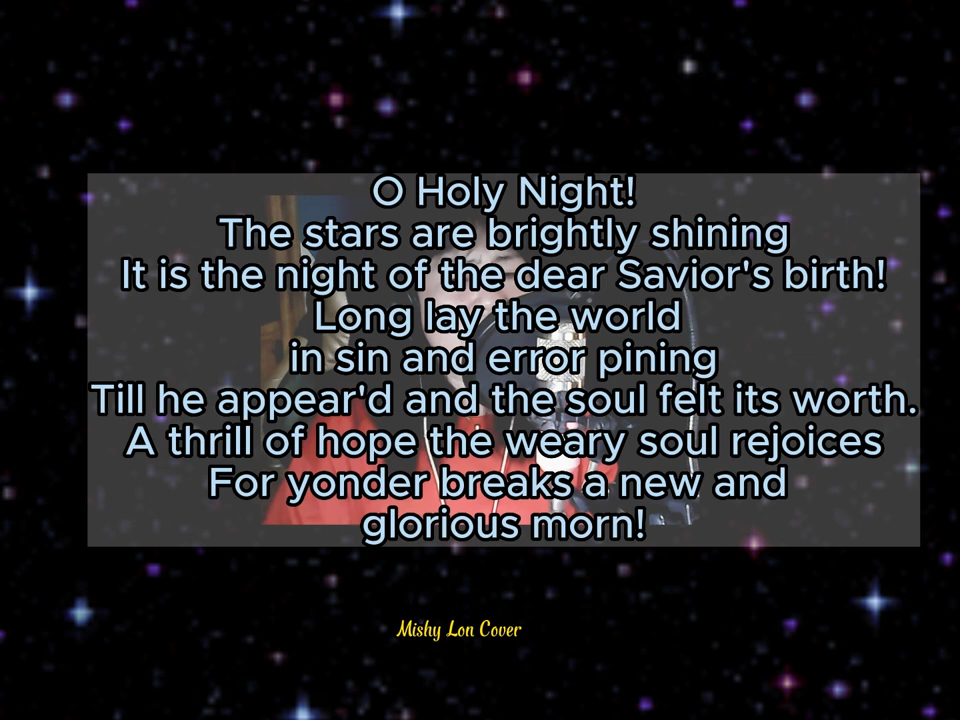 O Holy Night!
The stars are brightly shining
It is the night of the dear Savior's birth!
Long lay the world
in sin and error pining
Till he appear'd and the soul felt its worth.
A thrill of hope the weary soul rejoices
For yonder breaks a new and
glorious morn!
Mishy Lon Cover